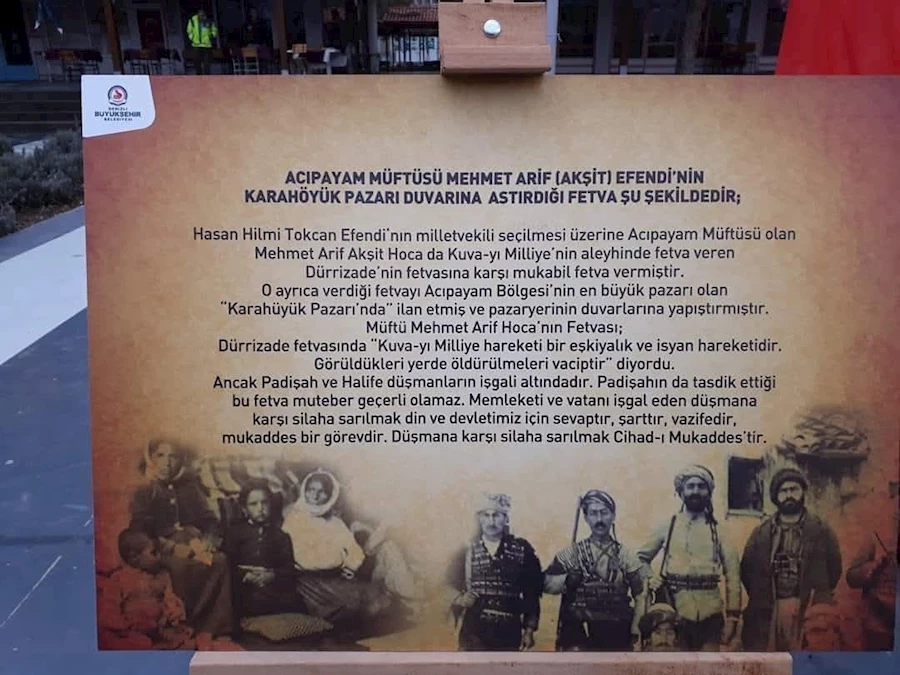 DENİZLİ
BÜYÜKŞEHİR
BELEDİYESİ
ACIPAYAM MÜFTÜSÜ MEHMET ARİF (AKŞİT) EFENDİ'NİN
KARAHÖYÜK PAZARI DUVARINA ASTIRDIĞI FETVA ŞU ŞEKİLDEDİR;
Hasan Hilmi Tokcan Efendi'nın milletvekili seçilmesi üzerine Acıpayam Müftüsü olan
Mehmet Arif Akşit Hoca da Kuva-yı Milliye'nin aleyhinde fetva veren
Dürrizade'nin fetvasına karşı mukabil fetva vermiştir.
O ayrıca verdiği fetvayı Acıpayam Bölgesi'nin en büyük pazarı olan
"Karahüyük Pazarı'nda" ilan etmiş ve pazaryerinin duvarlarına yapıştırmıştır.
Müftü Mehmet Arif Hoca'nın Fetvası;
Dürrizade fetvasında "Kuva-yı Milliye hareketi bir eşkiyalık ve isyan hareketidir.
Görüldükleri yerde öldürülmeleri vaciptir" diyordu.
Ancak Padişah ve Halife düşmanların işgali altındadır. Padişahın da tasdik ettiği
bu fetva muteber geçerli olamaz. Memleketi ve vatanı işgal eden düşmana
karşı silaha sarılmak din ve devletimiz için sevaptır, şarttır, vazifedir,
mukaddes bir görevdir. Düşmana karşı silaha sarılmak Cihad-ı Mukaddes'tir.